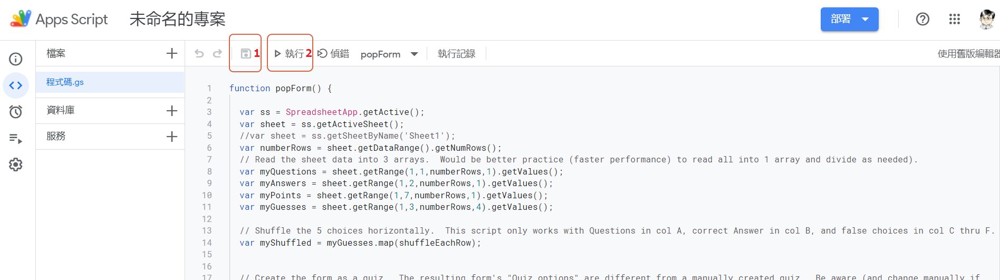 Apps Script 未命名的專案 部署
檔案 1 執行 2 偵錯 popForm 執行記錄 使用舊版編輯器
程式碼.gs
資料庫
服務
1 function popForm() {
2
3 var ss = SpreadsheetApp.getActive();
4 var sheet = ss.getActiveSheet();
5 //var sheet = ss.getSheetByName('Sheet1');
6 var numberRows = sheet.getDataRange().getNumRows();
7 // Read the sheet data into 3 arrays.  Would be better practice (faster performance) to read all into 1 array and divide as needed).
8 var myQuestions = sheet.getRange(1,1,numberRows,1).getValues();
9 var myAnswers = sheet.getRange(1,2,numberRows,1).getValues();
10 var myPoints = sheet.getRange(1,7,numberRows,1).getValues();
11 var myGuesses = sheet.getRange(1,3,numberRows,4).getValues();
12
13 // Shuffle the 5 choices horizontally.  This script only works with Questions in col A, correct Answer in col B, and false choices in col C thru F.
14 var myShuffled = myGuesses.map(shuffleEachRow);
15
16
17 // Create the form as a quiz.  The resulting form's "Quiz options" are different from a manually created quiz.  Be aware (and change manually if